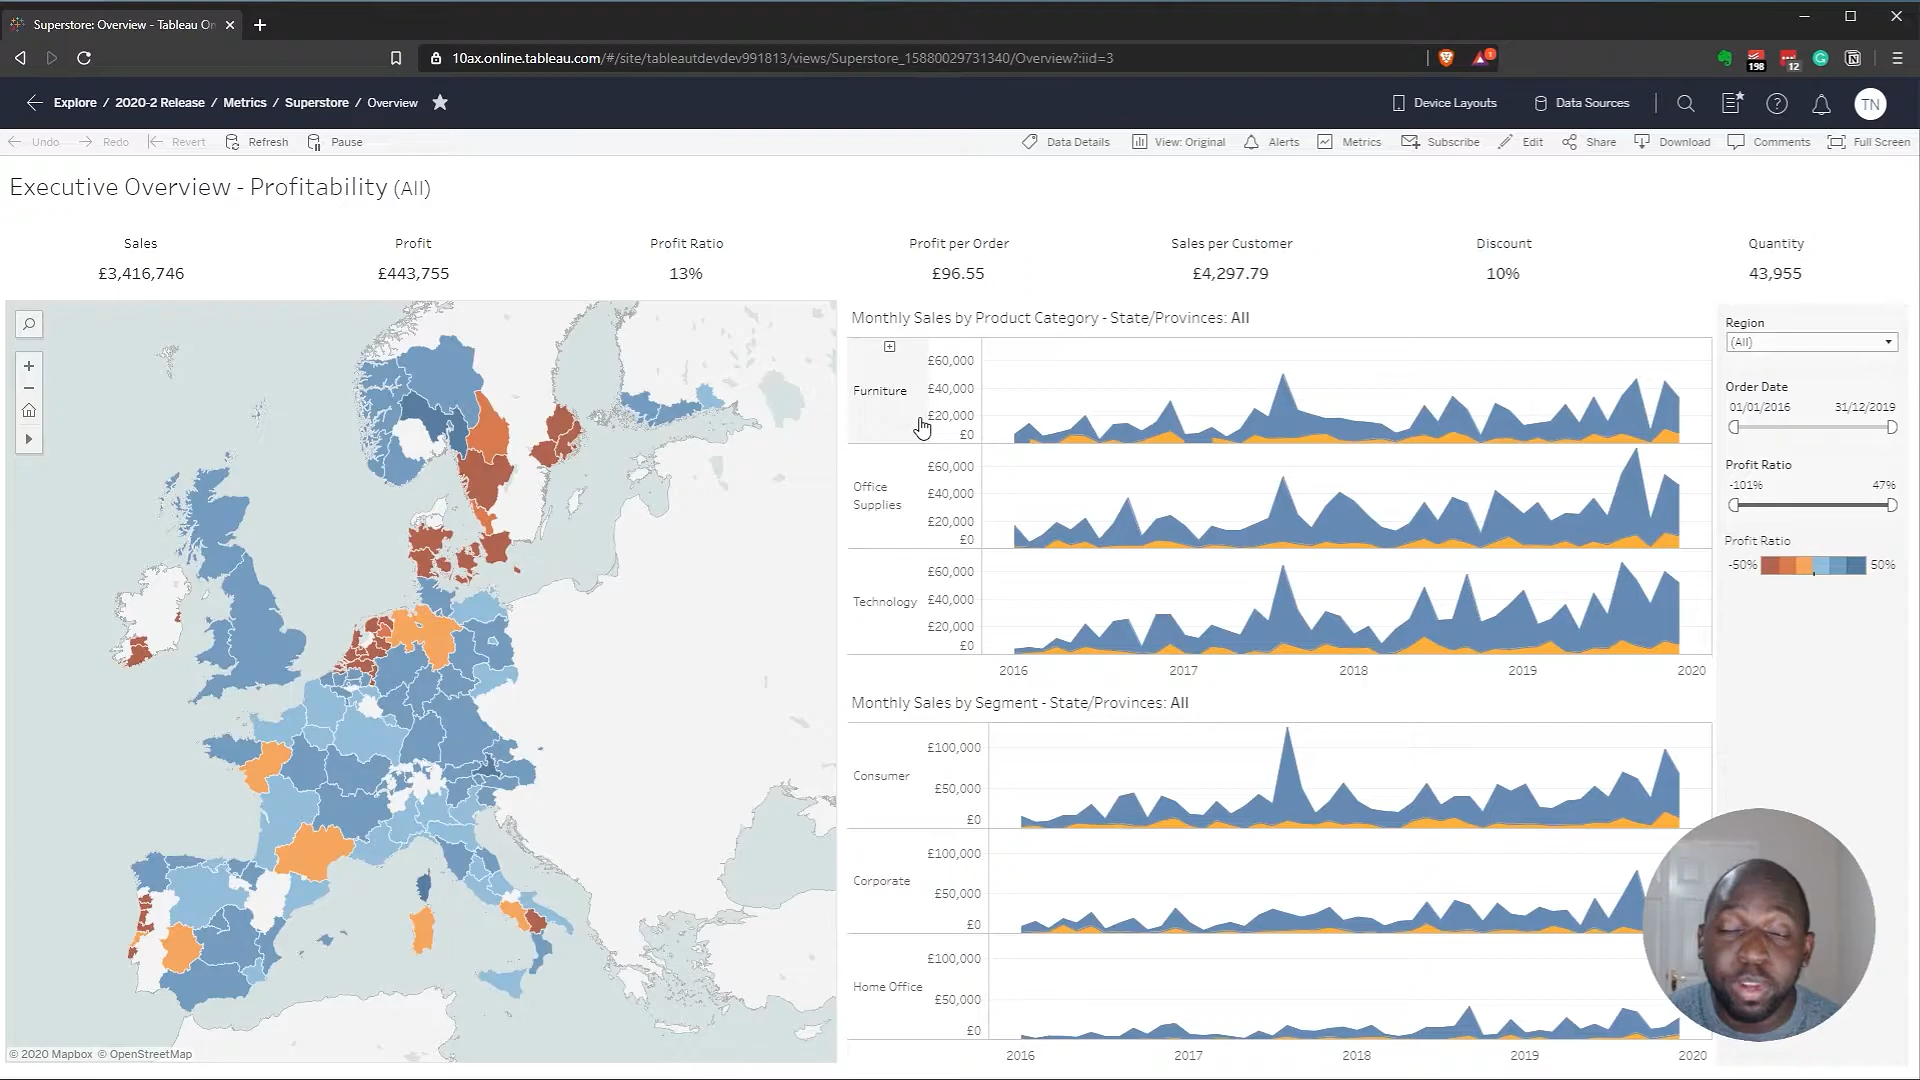 Superstore: Overview - Tableau On
10ax.online.tableau.com/#/site/tableautdevdev991813/views/Superstore_15880029731340/Overview?:iid=3
1
198
12
Explore / 2020-2 Release / Metrics / Superstore / Overview
Device Layouts
Data Sources
TN
Undo
Redo
Revert
Refresh
Pause
Data Details
View: Original
Alerts
Metrics
Subscribe
Edit
Share
Download
Comments
Full Screen
Executive Overview - Profitability (All)
Sales
£3,416,746
Profit
£443,755
Profit Ratio
13%
Profit per Order
£96.55
Sales per Customer
£4,297.79
Discount
10%
Quantity
43,955
© 2020 Mapbox © OpenStreetMap
Monthly Sales by Product Category - State/Provinces: All
Furniture
£60,000
£40,000
£20,000
£0
Office
Supplies
£60,000
£40,000
£20,000
£0
Technology
£60,000
£40,000
£20,000
£0
2016
2017
2018
2019
2020
Monthly Sales by Segment - State/Provinces: All
Consumer
£100,000
£50,000
£0
Corporate
£100,000
£50,000
£0
Home Office
£100,000
£50,000
£0
2016
2017
2018
2019
2020
Region
(All)
Order Date
01/01/2016
31/12/2019
Profit Ratio
-101%
47%
Profit Ratio
-50%
50%